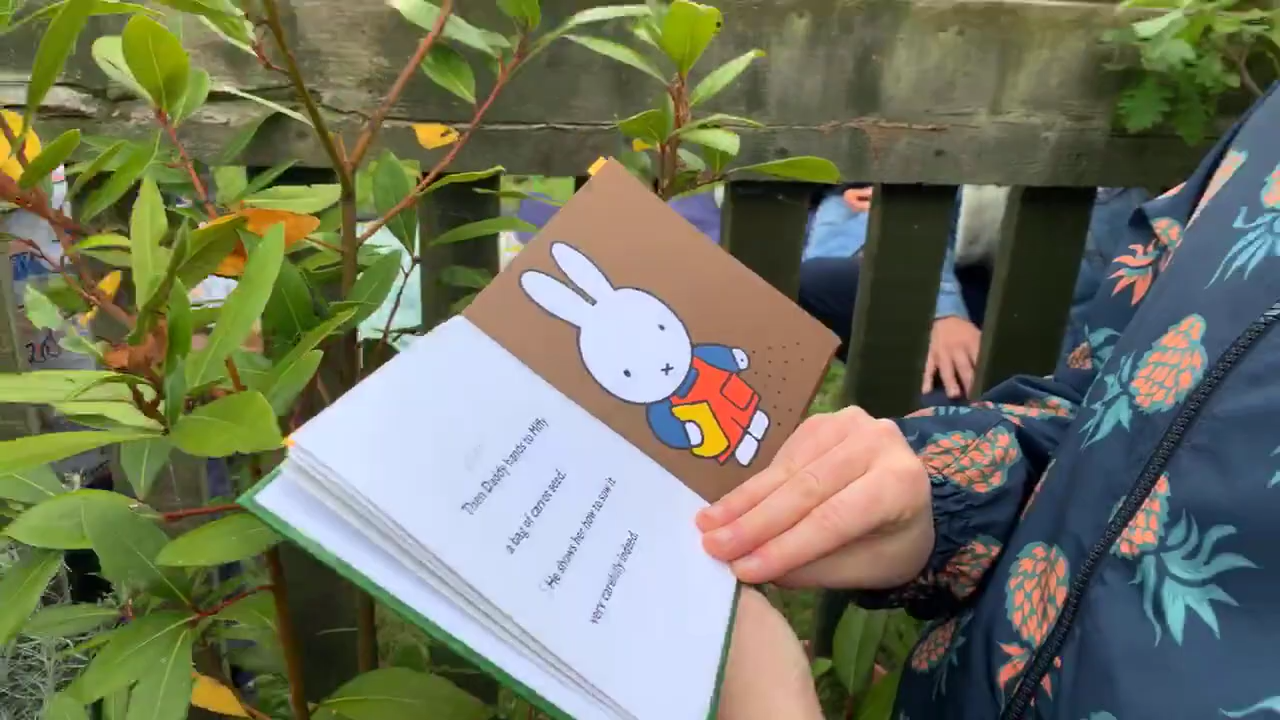 Then Daddy hands to Miffy
a bag of carrot seed.
He shows her how to sow it
very carefully indeed.